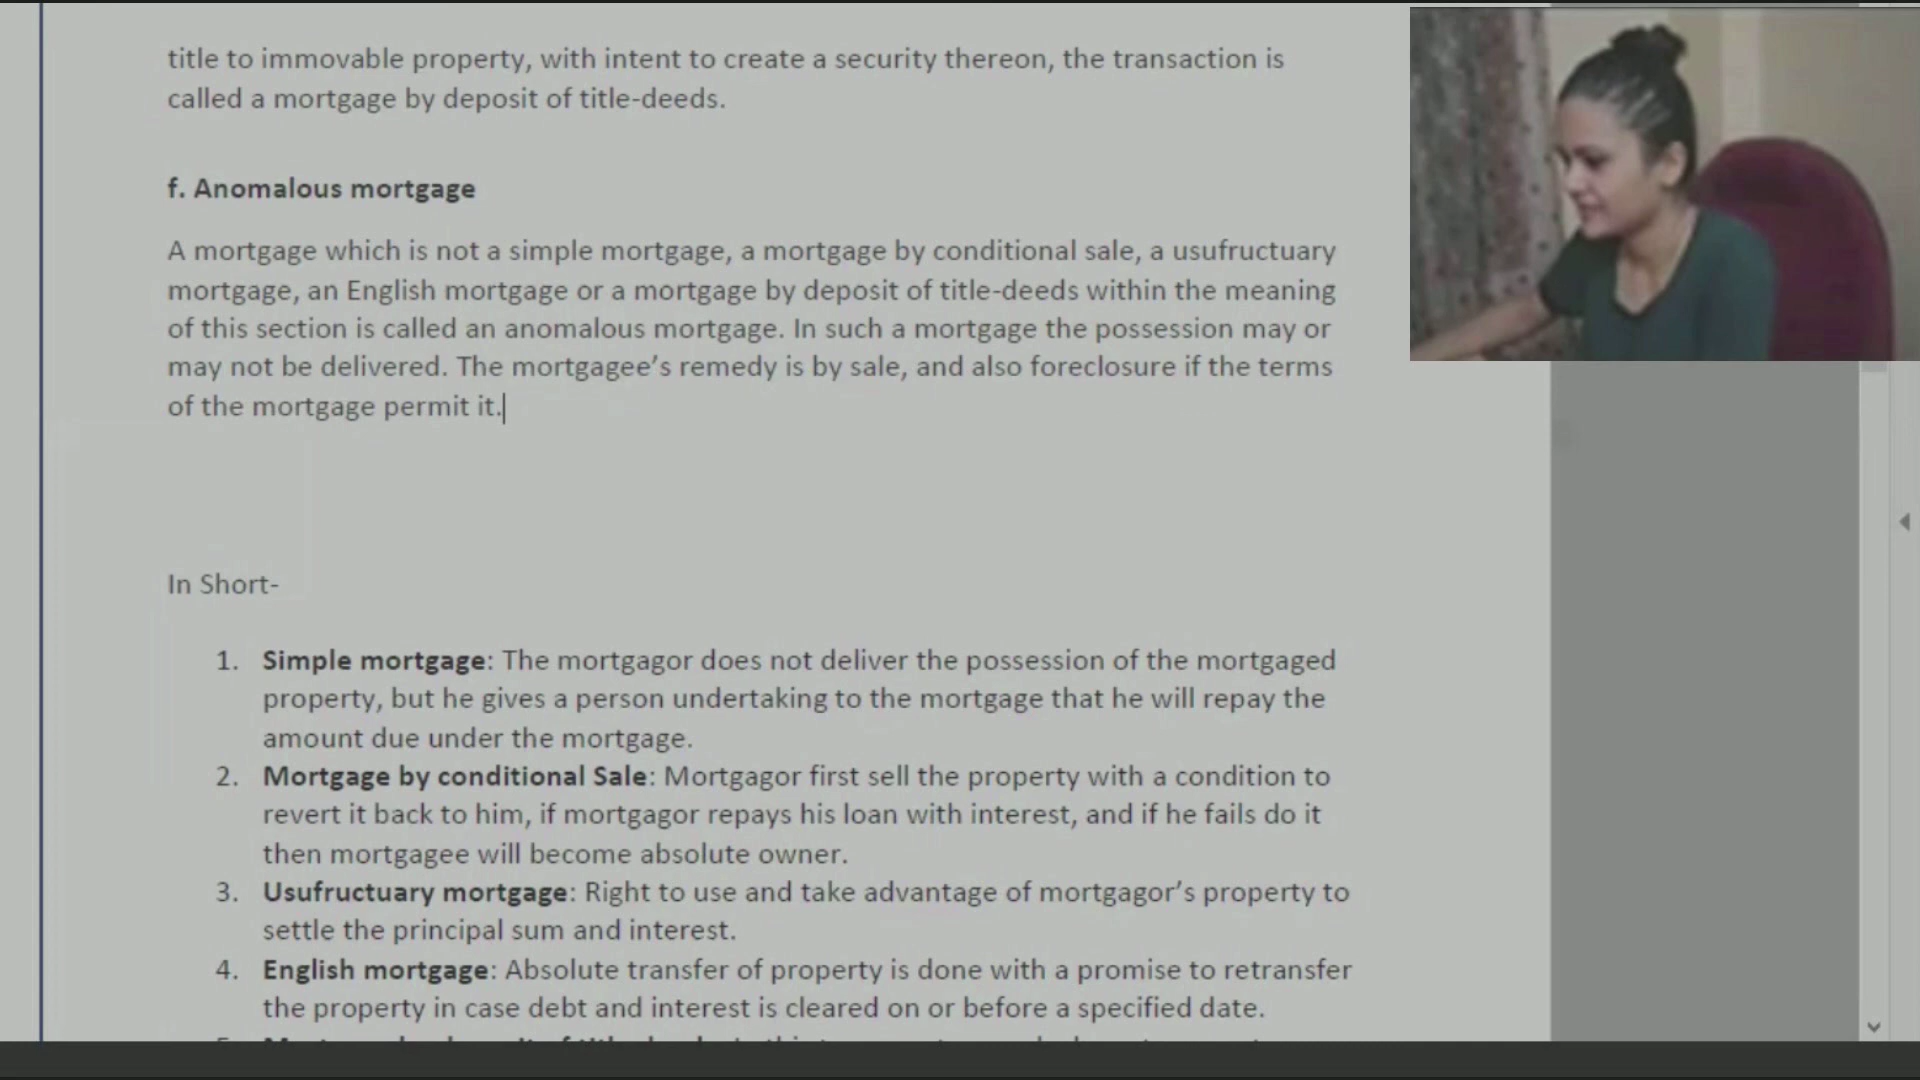 title to immovable property, with intent to create a security thereon, the transaction is
called a mortgage by deposit of title-deeds.
f. Anomalous mortgage
A mortgage which is not a simple mortgage, a mortgage by conditional sale, a usufructuary
mortgage, an English mortgage or a mortgage by deposit of title-deeds within the meaning
of this section is called an anomalous mortgage. In such a mortgage the possession may or
may not be delivered. The mortgagee’s remedy is by sale, and also foreclosure if the terms
of the mortgage permit it.
In Short-
1. Simple mortgage: The mortgagor does not deliver the possession of the mortgaged
property, but he gives a person undertaking to the mortgage that he will repay the
amount due under the mortgage.
2. Mortgage by conditional Sale: Mortgagor first sell the property with a condition to
revert it back to him, if mortgagor repays his loan with interest, and if he fails do it
then mortgagee will become absolute owner.
3. Usufructuary mortgage: Right to use and take advantage of mortgagor’s property to
settle the principal sum and interest.
4. English mortgage: Absolute transfer of property is done with a promise to retransfer
the property in case debt and interest is cleared on or before a specified date.